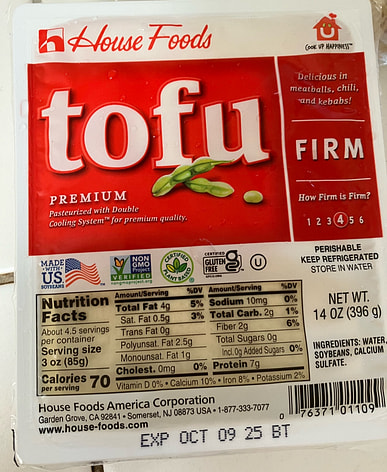 House Foods
COOK UP HAPPINESS™
Delicious in
meatballs, chili,
and kebabs!
tofu
FIRM
PREMIUM
Pasteurized with Double
Cooling System™ for premium quality.
How Firm is Firm?
1 2 3 4 5 6
MADE
WITH
US
SOYBEANS
NON
GMO
Project
VERIFIED
nongmoproject.org
CERTIFIED
PLANT BASED
CERTIFIED
GLUTEN
FREE
U
PERISHABLE
KEEP REFRIGERATED
STORE IN WATER
Nutrition
Facts
About 4.5 servings
per container
Serving size
3 oz (85g)
Calories 70
per serving
Amount/Serving %DV
Total Fat 4g 5%
Sat. Fat 0.5g 3%
Trans Fat 0g
Polyunsat. Fat 2.5g
Monounsat. Fat 1g
Cholest. 0mg 0%
Amount/Serving %DV
Sodium 10mg 0%
Total Carb. 2g 1%
Fiber 2g 6%
Total Sugars 0g
Incl. 0g Added Sugars 0%
Protein 7g
Vitamin D 0% • Calcium 10% • Iron 8% • Potassium 2%
NET WT.
14 OZ (396 g)
INGREDIENTS: WATER,
SOYBEANS, CALCIUM
SULFATE.
House Foods America Corporation
Garden Grove, CA 92841 • Somerset, NJ 08873 USA • 1-877-333-7077
www.house-foods.com
0 76371 01109
EXP OCT 09 25 BT